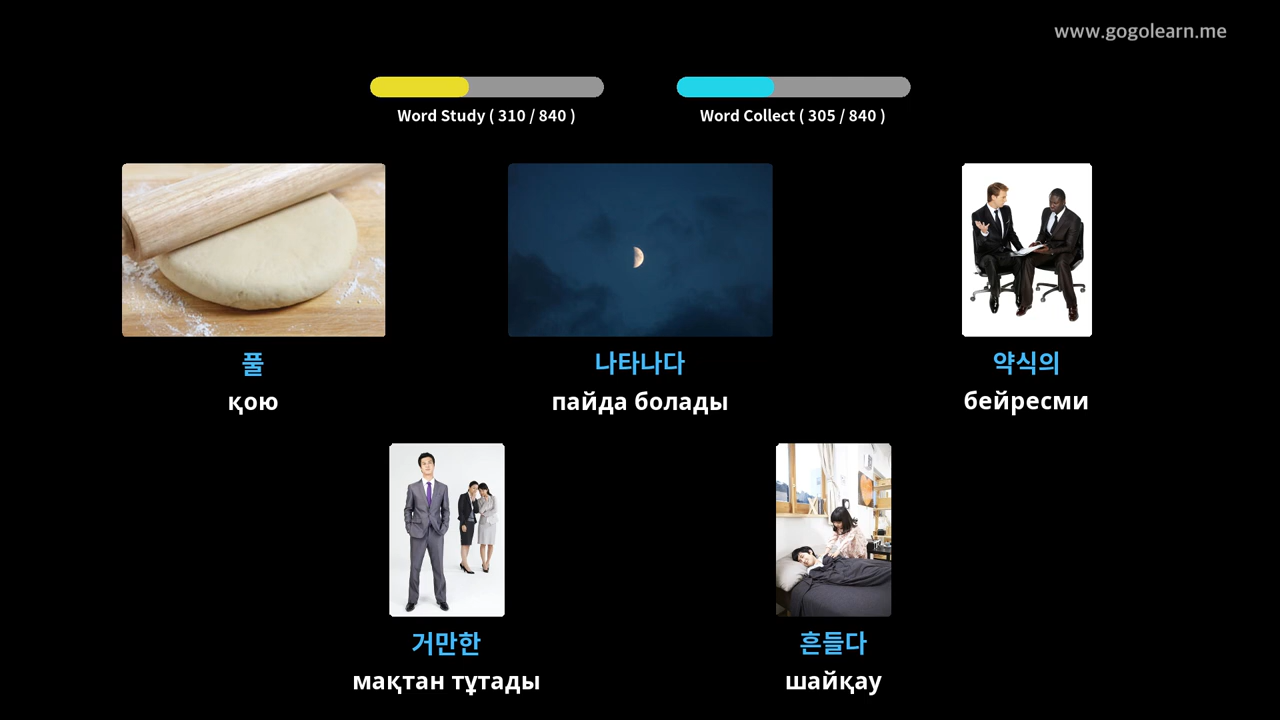 www.gogolearn.me
Word Study ( 310 / 840 )
Word Collect ( 305 / 840 )
풀
қою
나타나다
пайда болады
약식의
бейресми
거만한
мақтан тұтады
흔들다
шайқау